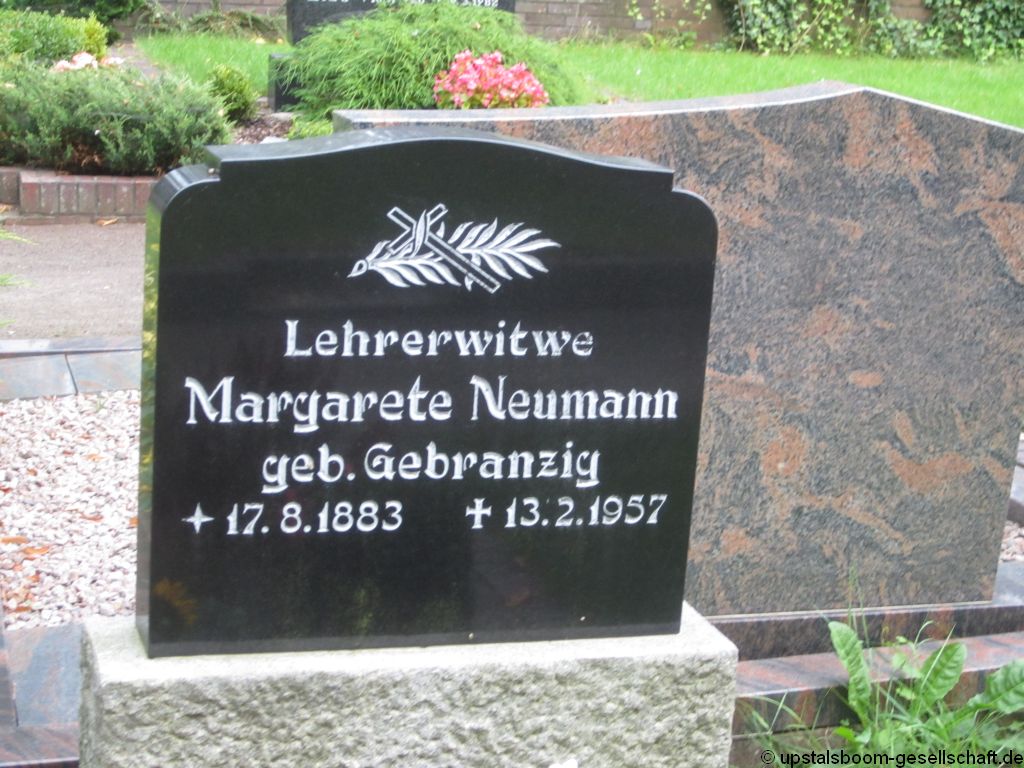 Lehrerwitwe
Margarete Neumann
geb. Gebranzig
17.8.1883 13.2.1957
© upstalsboom-gesellschaft.de